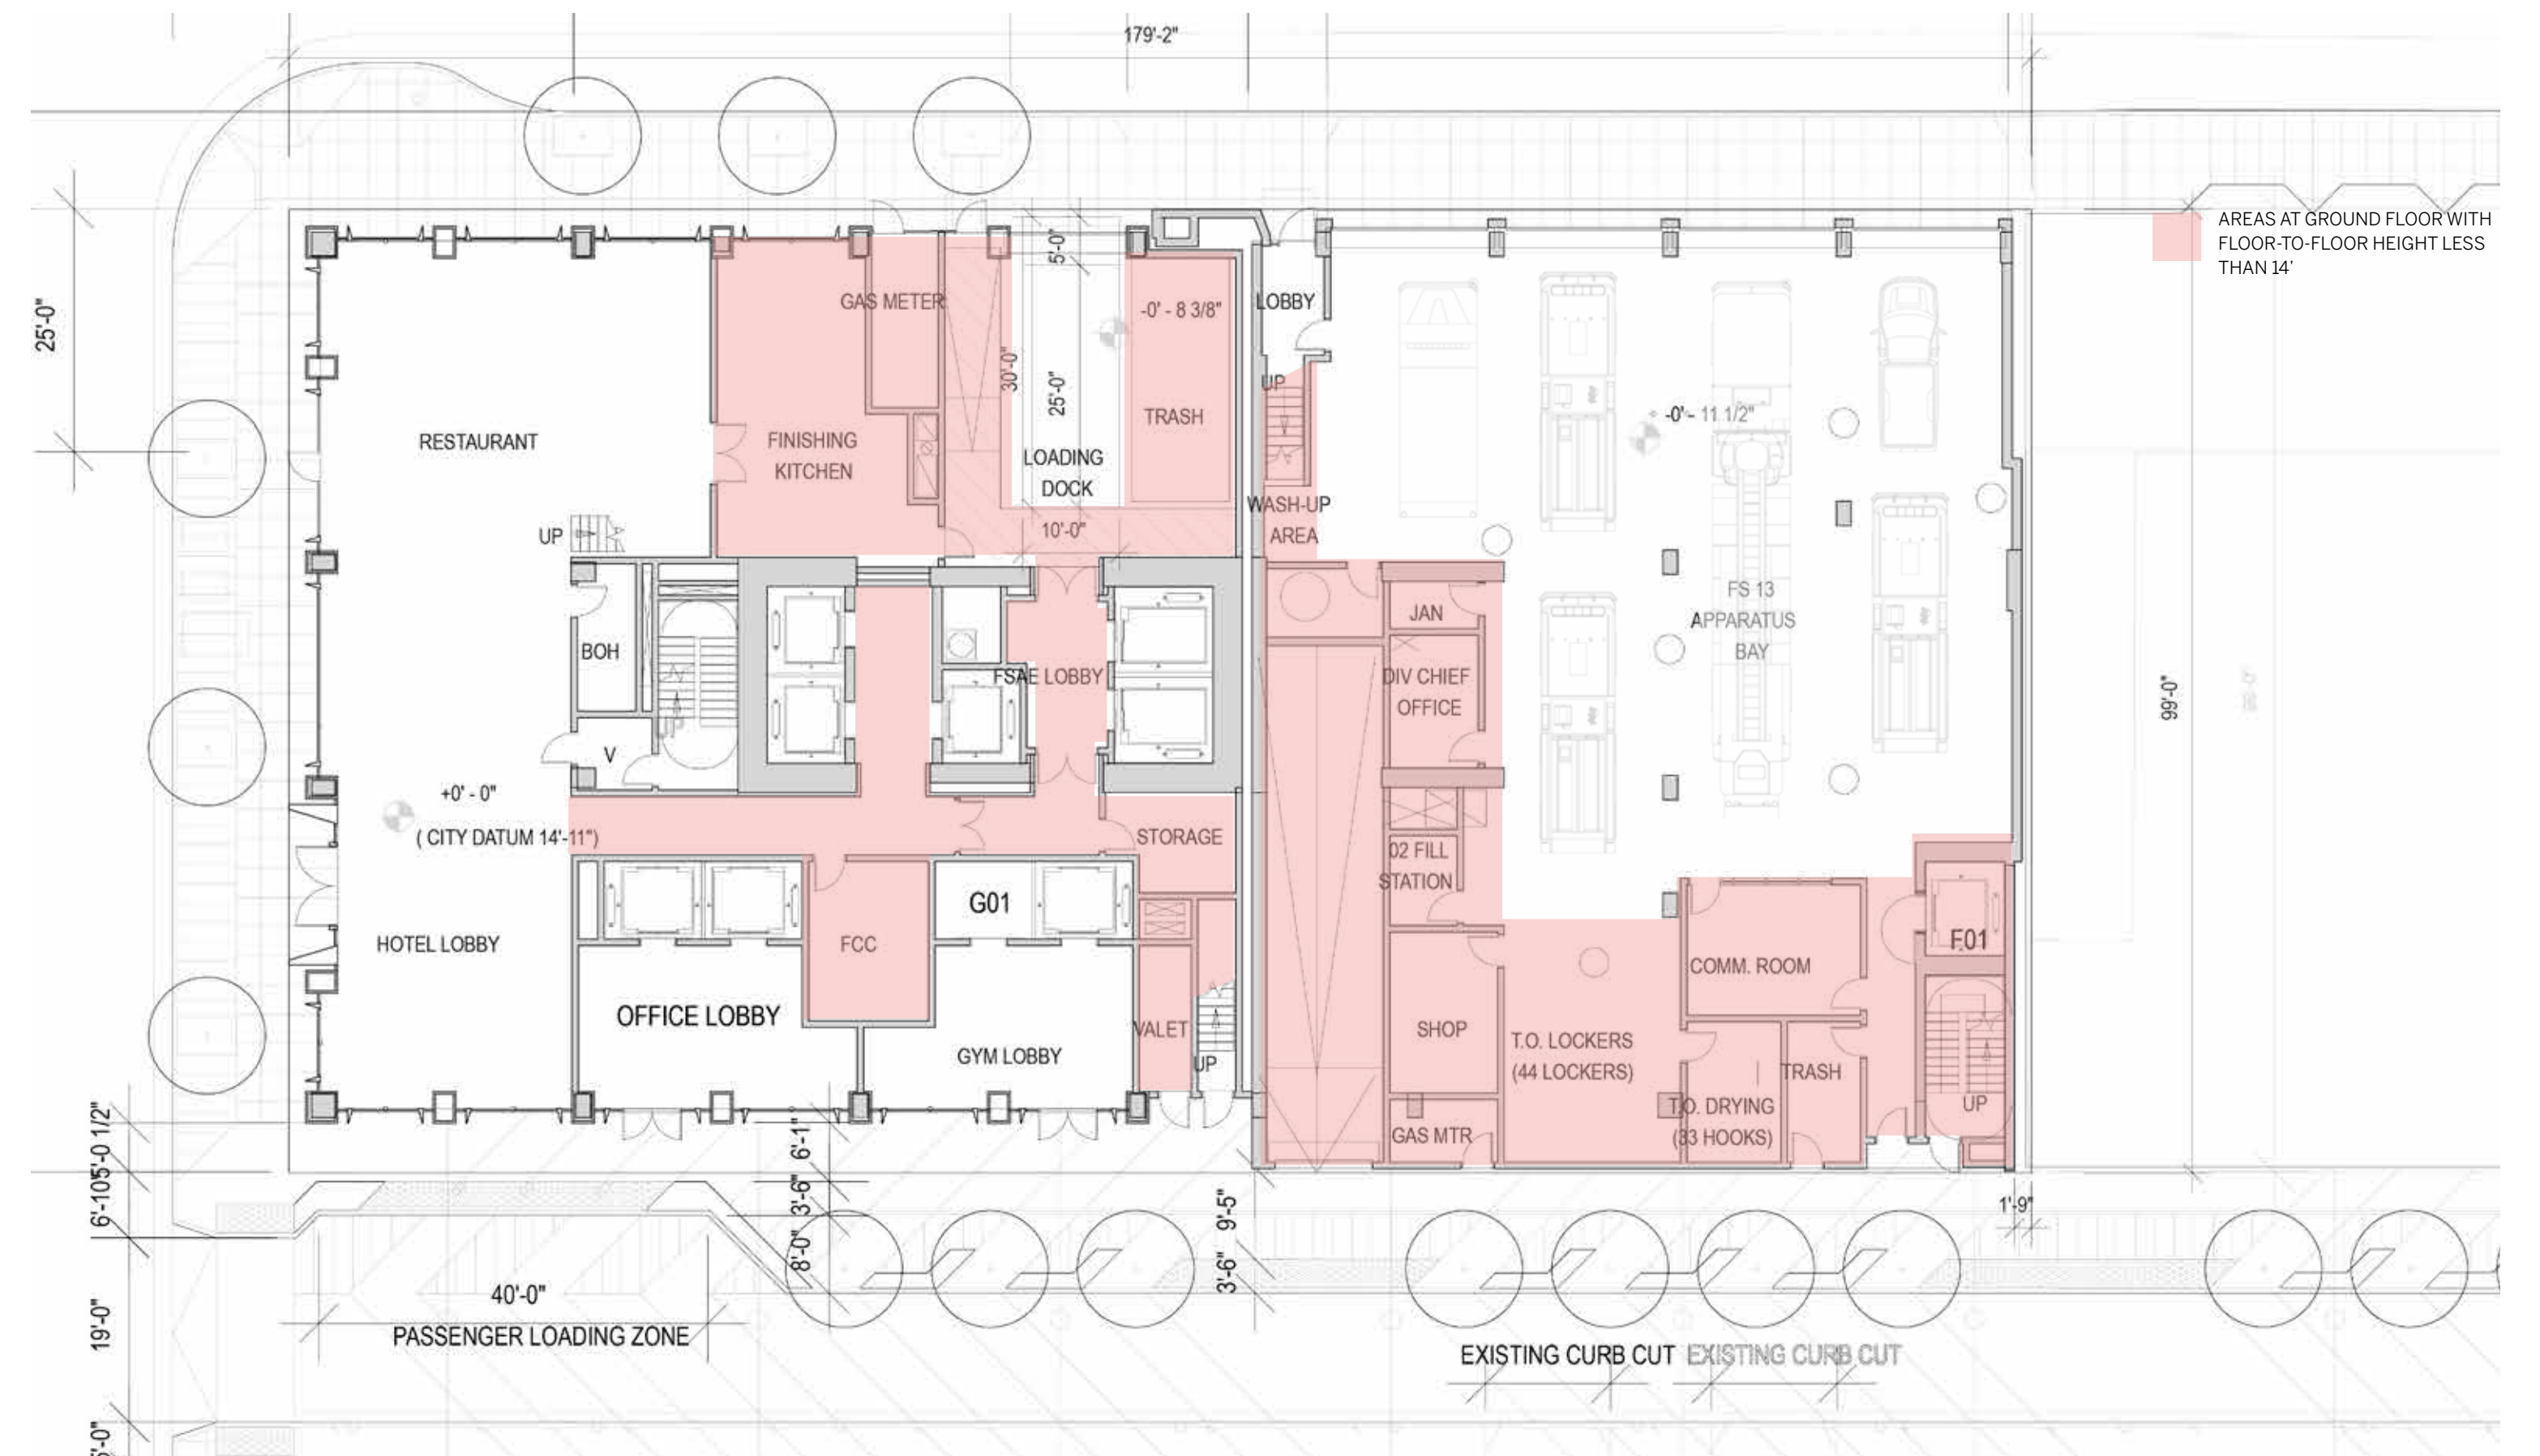 179'-2"
AREAS AT GROUND FLOOR WITH
FLOOR-TO-FLOOR HEIGHT LESS
THAN 14'
25'-0"
5'-0"
GAS METER
-0' - 8 3/8"
LOBBY
30'-0"
25'-0"
UP
TRASH
-0' - 11 1/2"
RESTAURANT
FINISHING
KITCHEN
LOADING
DOCK
WASH-UP
AREA
UP
10'-0"
BOH
JAN
FS 13
APPARATUS
BAY
FSAE LOBBY
DIV CHIEF
OFFICE
99'-0"
V
+0' - 0"
( CITY DATUM 14'-11")
STORAGE
02 FILL
STATION
G01
HOTEL LOBBY
FCC
F01
COMM. ROOM
OFFICE LOBBY
VALET
SHOP
T.O. LOCKERS
(44 LOCKERS)
GYM LOBBY
UP
TRASH
T.O. DRYING
(33 HOOKS)
UP
GAS MTR
5'-0 1/2"
6'-10"
6'-1"
3'-6"
8'-0"
9'-5"
3'-6"
1'-9"
19'-0"
40'-0"
PASSENGER LOADING ZONE
EXISTING CURB CUT EXISTING CURB CUT